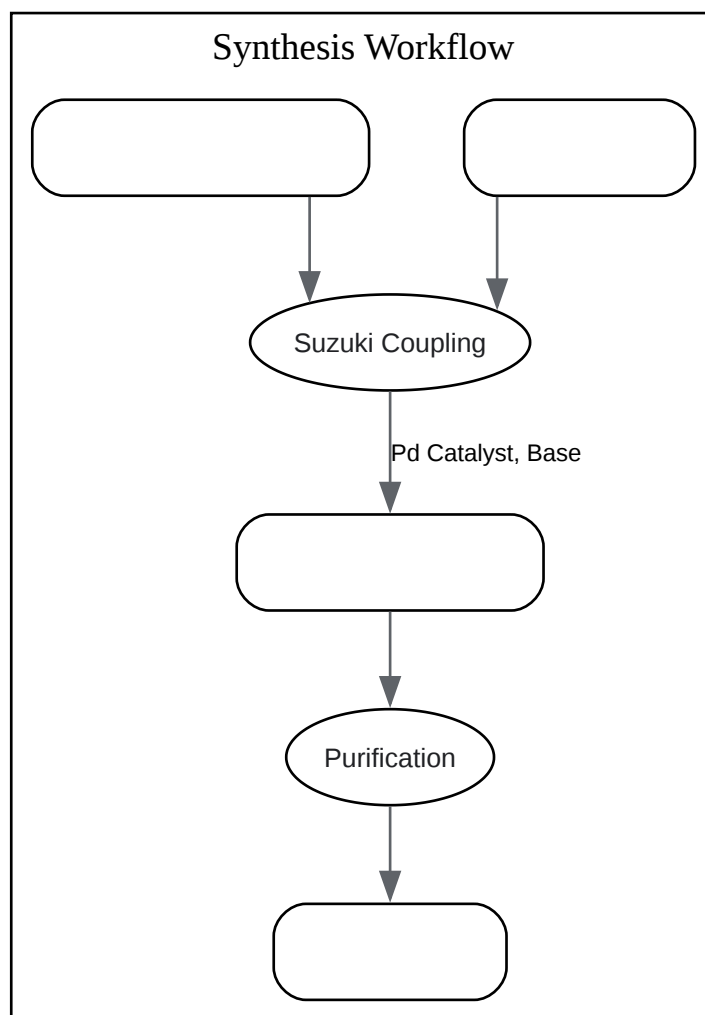 Synthesis Workflow
Suzuki Coupling
Pd Catalyst, Base
Purification